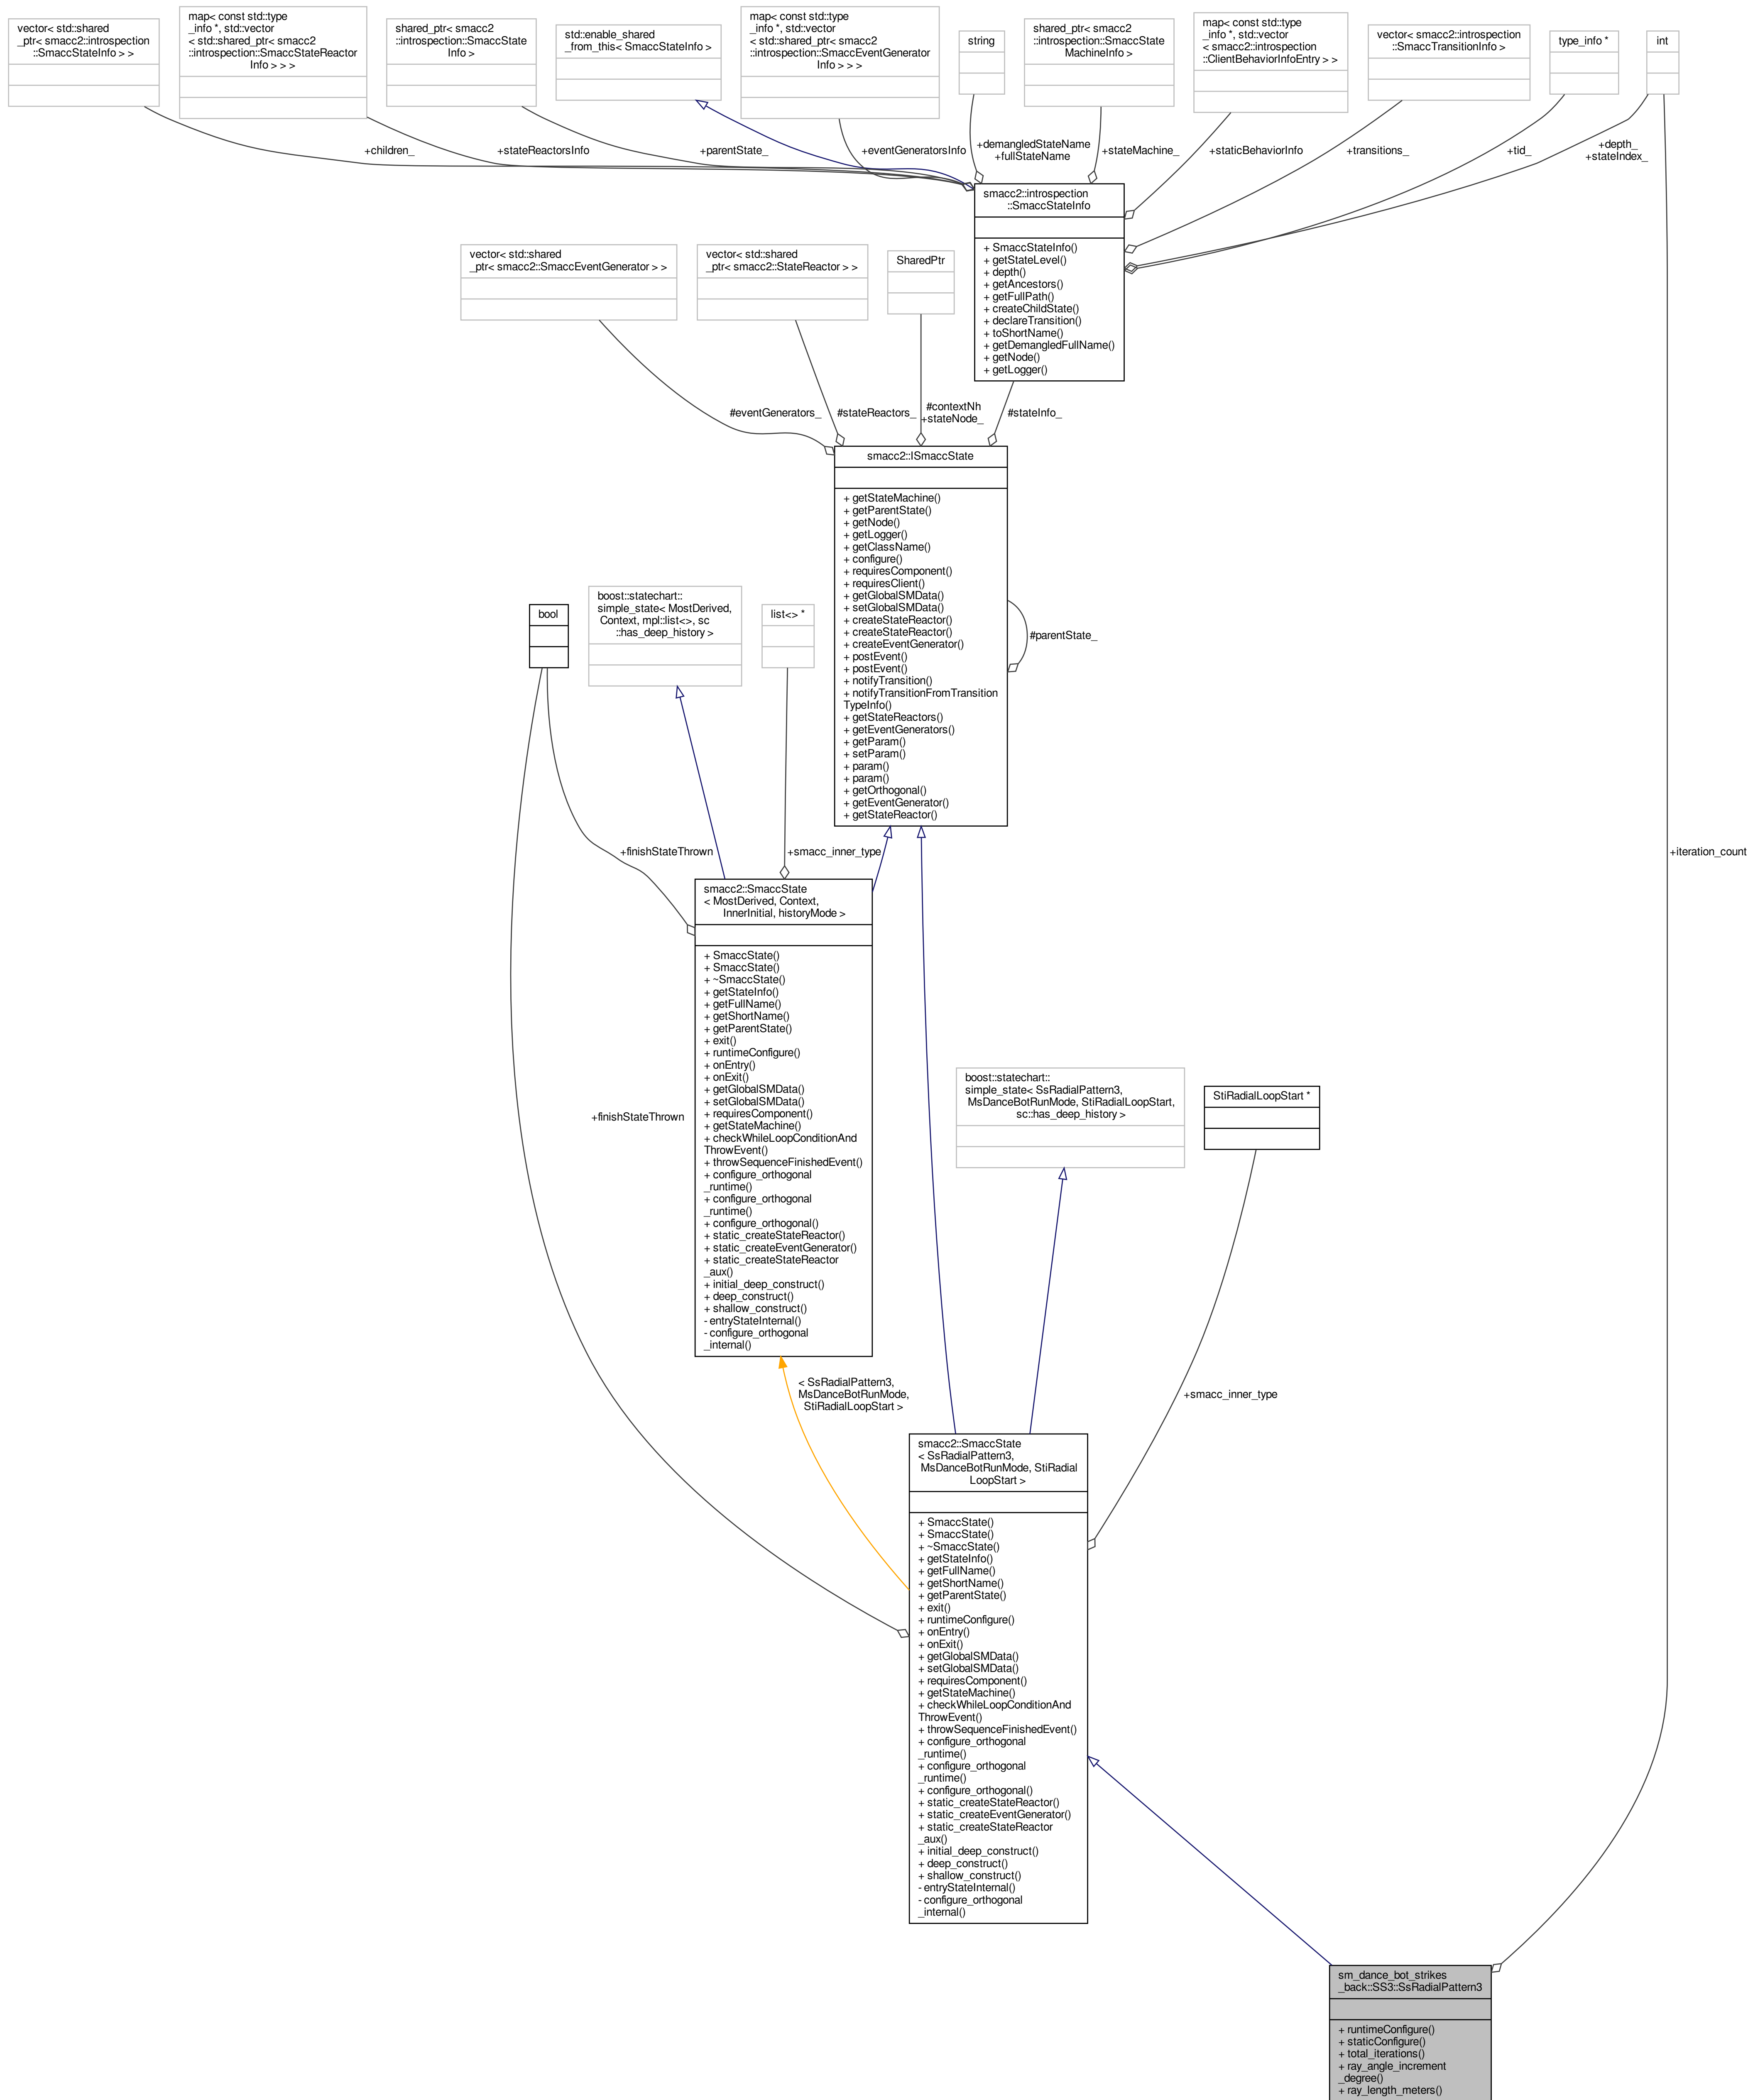 vector< std::shared
_ptr< smacc2::introspection
::SmaccStateInfo > >
map< const std::type
_info *, std::vector
< std::shared_ptr< smacc2
::introspection::SmaccStateReactor
Info > > >
shared_ptr< smacc2
::introspection::SmaccState
Info >
std::enable_shared
_from_this< SmaccStateInfo >
map< const std::type
_info *, std::vector
< std::shared_ptr< smacc2
::introspection::SmaccEventGenerator
Info > > >
string
shared_ptr< smacc2
::introspection::SmaccState
MachineInfo >
map< const std::type
_info *, std::vector
< smacc2::introspection
::ClientBehaviorInfoEntry > >
vector< smacc2::introspection
::SmaccTransitionInfo >
type_info *
int
+children_
+stateReactorsInfo
+parentState_
+eventGeneratorsInfo
+demangledStateName
+fullStateName
+stateMachine_
+staticBehaviorInfo
+transitions_
+tid_
+depth_
+stateIndex_
smacc2::introspection
::SmaccStateInfo
+ SmaccStateInfo()
+ getStateLevel()
+ depth()
+ getAncestors()
+ getFullPath()
+ createChildState()
+ declareTransition()
+ toShortName()
+ getDemangledFullName()
+ getNode()
+ getLogger()
vector< std::shared
_ptr< smacc2::SmaccEventGenerator > >
vector< std::shared
_ptr< smacc2::StateReactor > >
SharedPtr
#eventGenerators_
#stateReactors_
#contextNh
+stateNode_
#stateInfo_
smacc2::ISmaccState
+ getStateMachine()
+ getParentState()
+ getNode()
+ getLogger()
+ getClassName()
+ configure()
+ requiresComponent()
+ requiresClient()
+ getGlobalSMData()
+ setGlobalSMData()
+ createStateReactor()
+ createStateReactor()
+ createEventGenerator()
+ postEvent()
+ postEvent()
+ notifyTransition()
+ notifyTransitionFromTransition
TypeInfo()
+ getStateReactors()
+ getEventGenerators()
+ getParam()
+ setParam()
+ param()
+ param()
+ getOrthogonal()
+ getEventGenerator()
+ getStateReactor()
#parentState_
bool
boost::statechart::
simple_state< MostDerived,
Context, mpl::list<>, sc
::has_deep_history >
list<> *
+finishStateThrown
+smacc_inner_type
+iteration_count
smacc2::SmaccState
< MostDerived, Context,
InnerInitial, historyMode >
+ SmaccState()
+ SmaccState()
+ ~SmaccState()
+ getStateInfo()
+ getFullName()
+ getShortName()
+ getParentState()
+ exit()
+ runtimeConfigure()
+ onEntry()
+ onExit()
+ getGlobalSMData()
+ setGlobalSMData()
+ requiresComponent()
+ getStateMachine()
+ checkWhileLoopConditionAnd
ThrowEvent()
+ throwSequenceFinishedEvent()
+ configure_orthogonal
_runtime()
+ configure_orthogonal
_runtime()
+ configure_orthogonal()
+ static_createStateReactor()
+ static_createEventGenerator()
+ static_createStateReactor
_aux()
+ initial_deep_construct()
+ deep_construct()
+ shallow_construct()
- entryStateInternal()
- configure_orthogonal
_internal()
+finishStateThrown
boost::statechart::
simple_state< SsRadialPattern3,
MsDanceBotRunMode, StiRadialLoopStart,
sc::has_deep_history >
StiRadialLoopStart *
< SsRadialPattern3,
MsDanceBotRunMode,
StiRadialLoopStart >
+smacc_inner_type
smacc2::SmaccState
< SsRadialPattern3,
MsDanceBotRunMode, StiRadial
LoopStart >
+ SmaccState()
+ SmaccState()
+ ~SmaccState()
+ getStateInfo()
+ getFullName()
+ getShortName()
+ getParentState()
+ exit()
+ runtimeConfigure()
+ onEntry()
+ onExit()
+ getGlobalSMData()
+ setGlobalSMData()
+ requiresComponent()
+ getStateMachine()
+ checkWhileLoopConditionAnd
ThrowEvent()
+ throwSequenceFinishedEvent()
+ configure_orthogonal
_runtime()
+ configure_orthogonal
_runtime()
+ configure_orthogonal()
+ static_createStateReactor()
+ static_createEventGenerator()
+ static_createStateReactor
_aux()
+ initial_deep_construct()
+ deep_construct()
+ shallow_construct()
- entryStateInternal()
- configure_orthogonal
_internal()
sm_dance_bot_strikes
_back::SS3::SsRadialPattern3
+ runtimeConfigure()
+ staticConfigure()
+ total_iterations()
+ ray_angle_increment
_degree()
+ ray_length_meters()